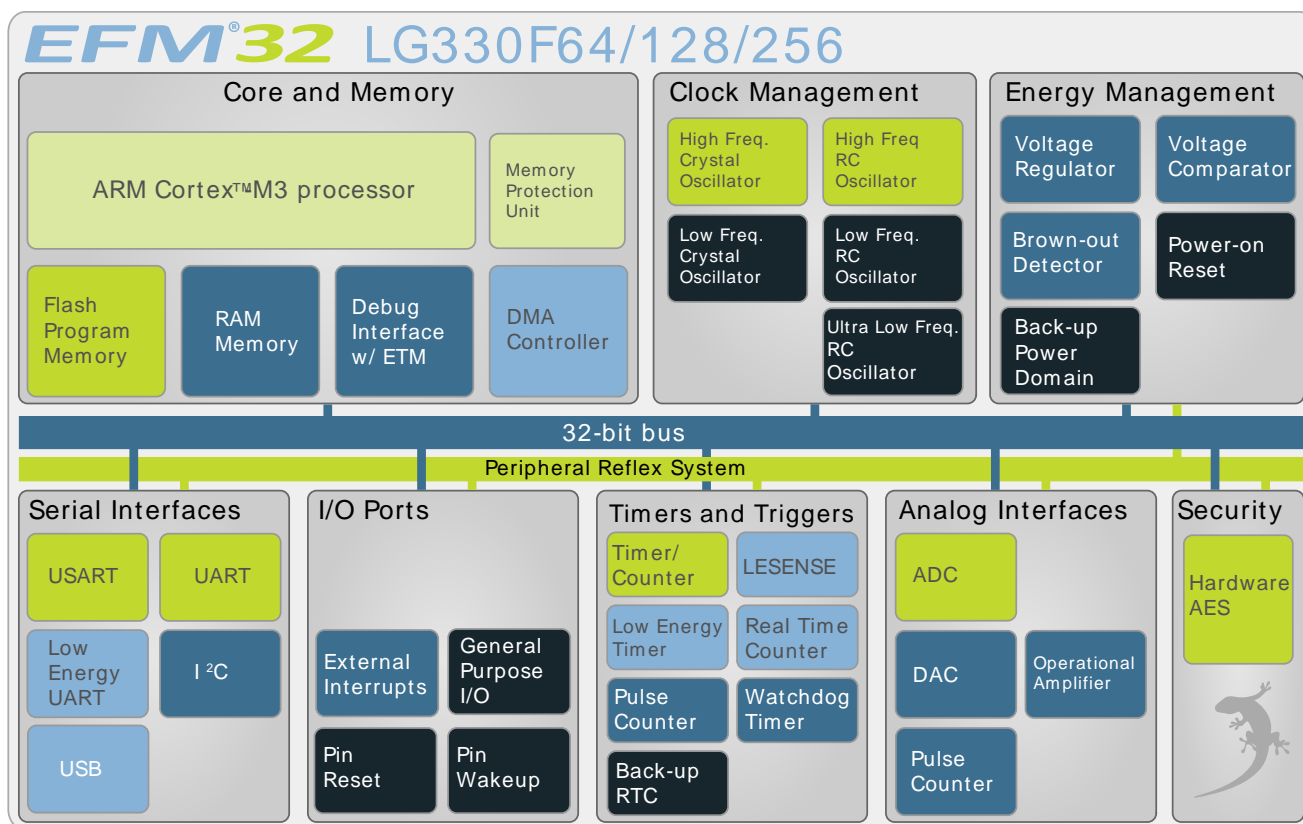 EFM®32 LG330F64/128/256
Core and Memory
ARM Cortex™M3 processor
Memory
Protection
Unit
Flash
Program
Memory
RAM
Memory
Debug
Interface
w/ ETM
DMA
Controller
Clock Management
High Freq.
Crystal
Oscillator
High Freq
RC
Oscillator
Low Freq.
Crystal
Oscillator
Low Freq.
RC
Oscillator
Ultra Low Freq.
RC
Oscillator
Energy Management
Voltage
Regulator
Voltage
Comparator
Brown-out
Detector
Power-on
Reset
Back-up
Power
Domain
32-bit bus
Peripheral Reflex System
Serial Interfaces
USART
UART
Low
Energy
UART
I²C
USB
I/O Ports
External
Interrupts
General
Purpose
I/O
Pin
Reset
Pin
Wakeup
Timers and Triggers
Timer/
Counter
LESENSE
Low Energy
Timer
Real Time
Counter
Pulse
Counter
Watchdog
Timer
Back-up
RTC
Analog Interfaces
ADC
DAC
Operational
Amplifier
Pulse
Counter
Security
Hardware
AES